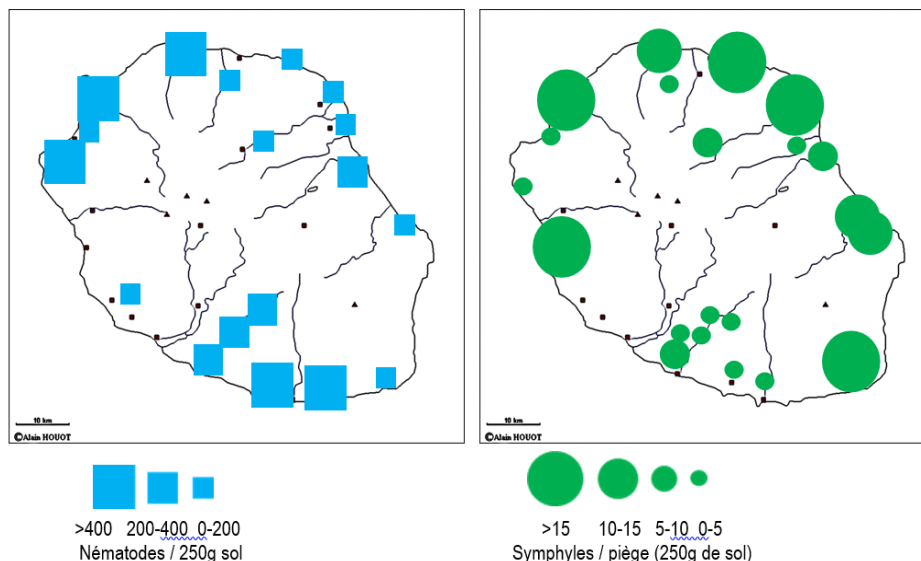 10 km
©Alain HOUOT
10 km
©Alain HOUOT
>400 200-400 0-200
Nématodes / 250g sol
>15 10-15 5-10 0-5
Symphyles / piège (250g de sol)